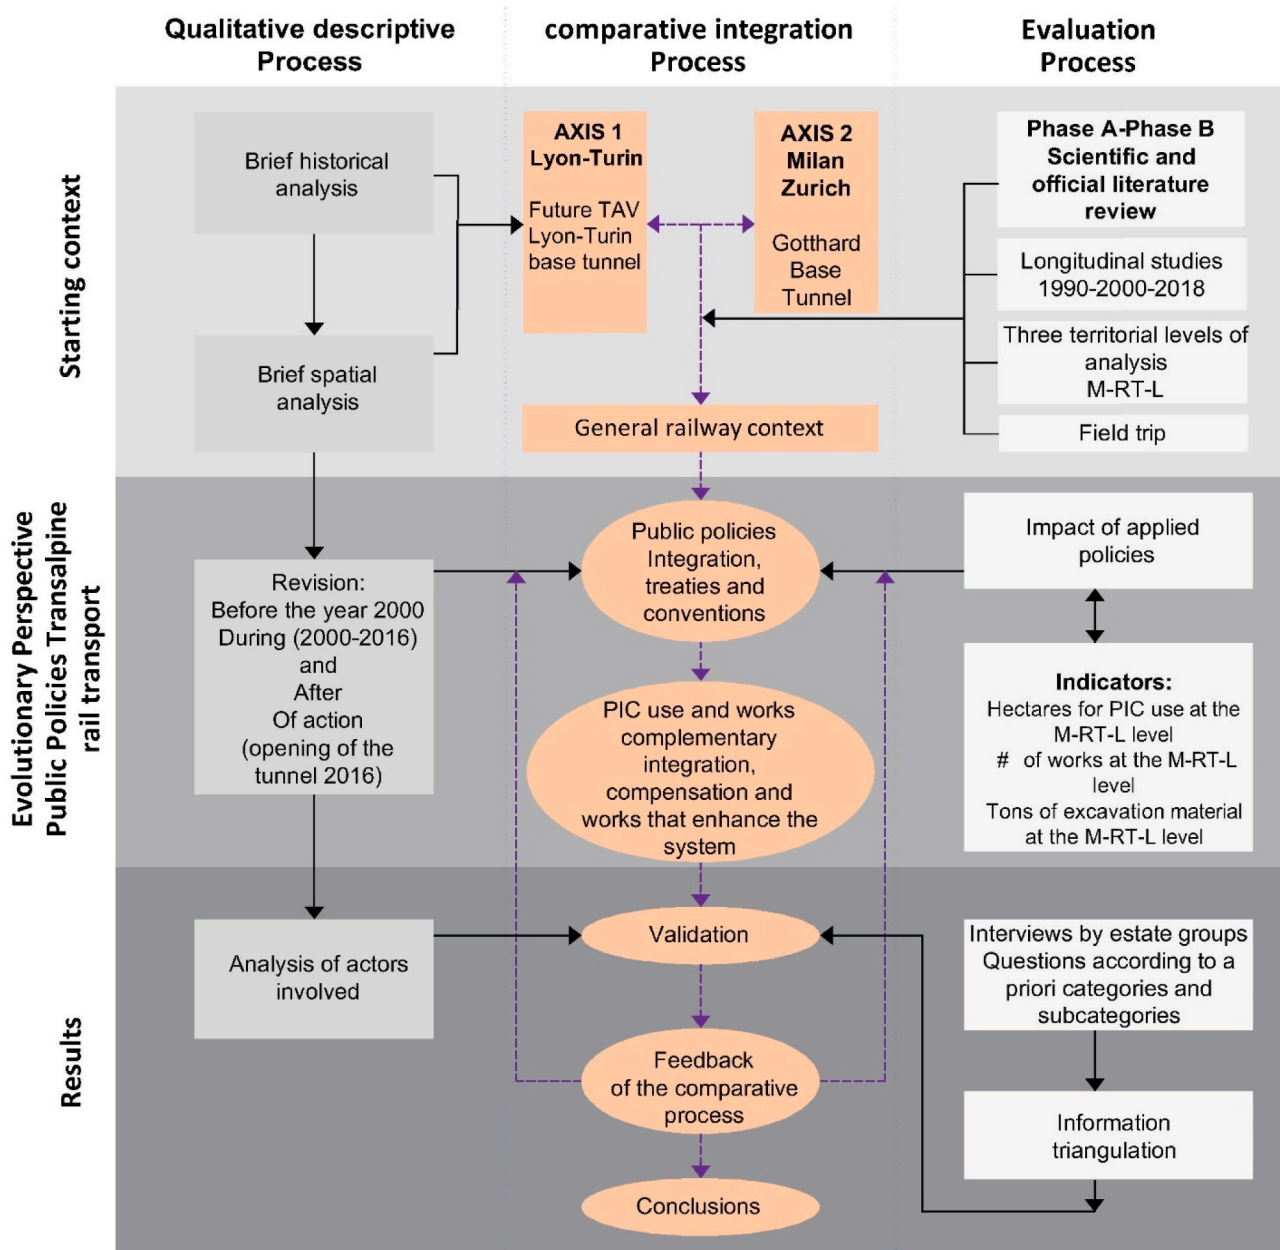 Qualitative descriptive
Process
comparative integration
Process
Evaluation
Process
Starting context
Brief historical
analysis
Brief spatial
analysis
AXIS 1
Lyon-Turin
Future TAV
Lyon-Turin
base tunnel
AXIS 2
Milan
Zurich
Gotthard
Base
Tunnel
General railway context
Phase A-Phase B
Scientific and
official literature
review
Longitudinal studies
1990-2000-2018
Three territorial levels of
analysis
M-RT-L
Field trip
Evolutionary Perspective
Public Policies Transalpine
rail transport
Revision:
Before the year 2000
During (2000-2016)
and
After
Of action
(opening of the
tunnel 2016)
Public policies
Integration,
treaties and
conventions
PIC use and works
complementary
integration,
compensation and
works that enhance the
system
Impact of applied
policies
Indicators:
Hectares for PIC use at the
M-RT-L level
# of works at the M-RT-L
level
Tons of excavation material
at the M-RT-L level
Results
Analysis of actors
involved
Validation
Feedback
of the comparative
process
Conclusions
Interviews by estate groups
Questions according to a
priori categories and
subcategories
Information
triangulation